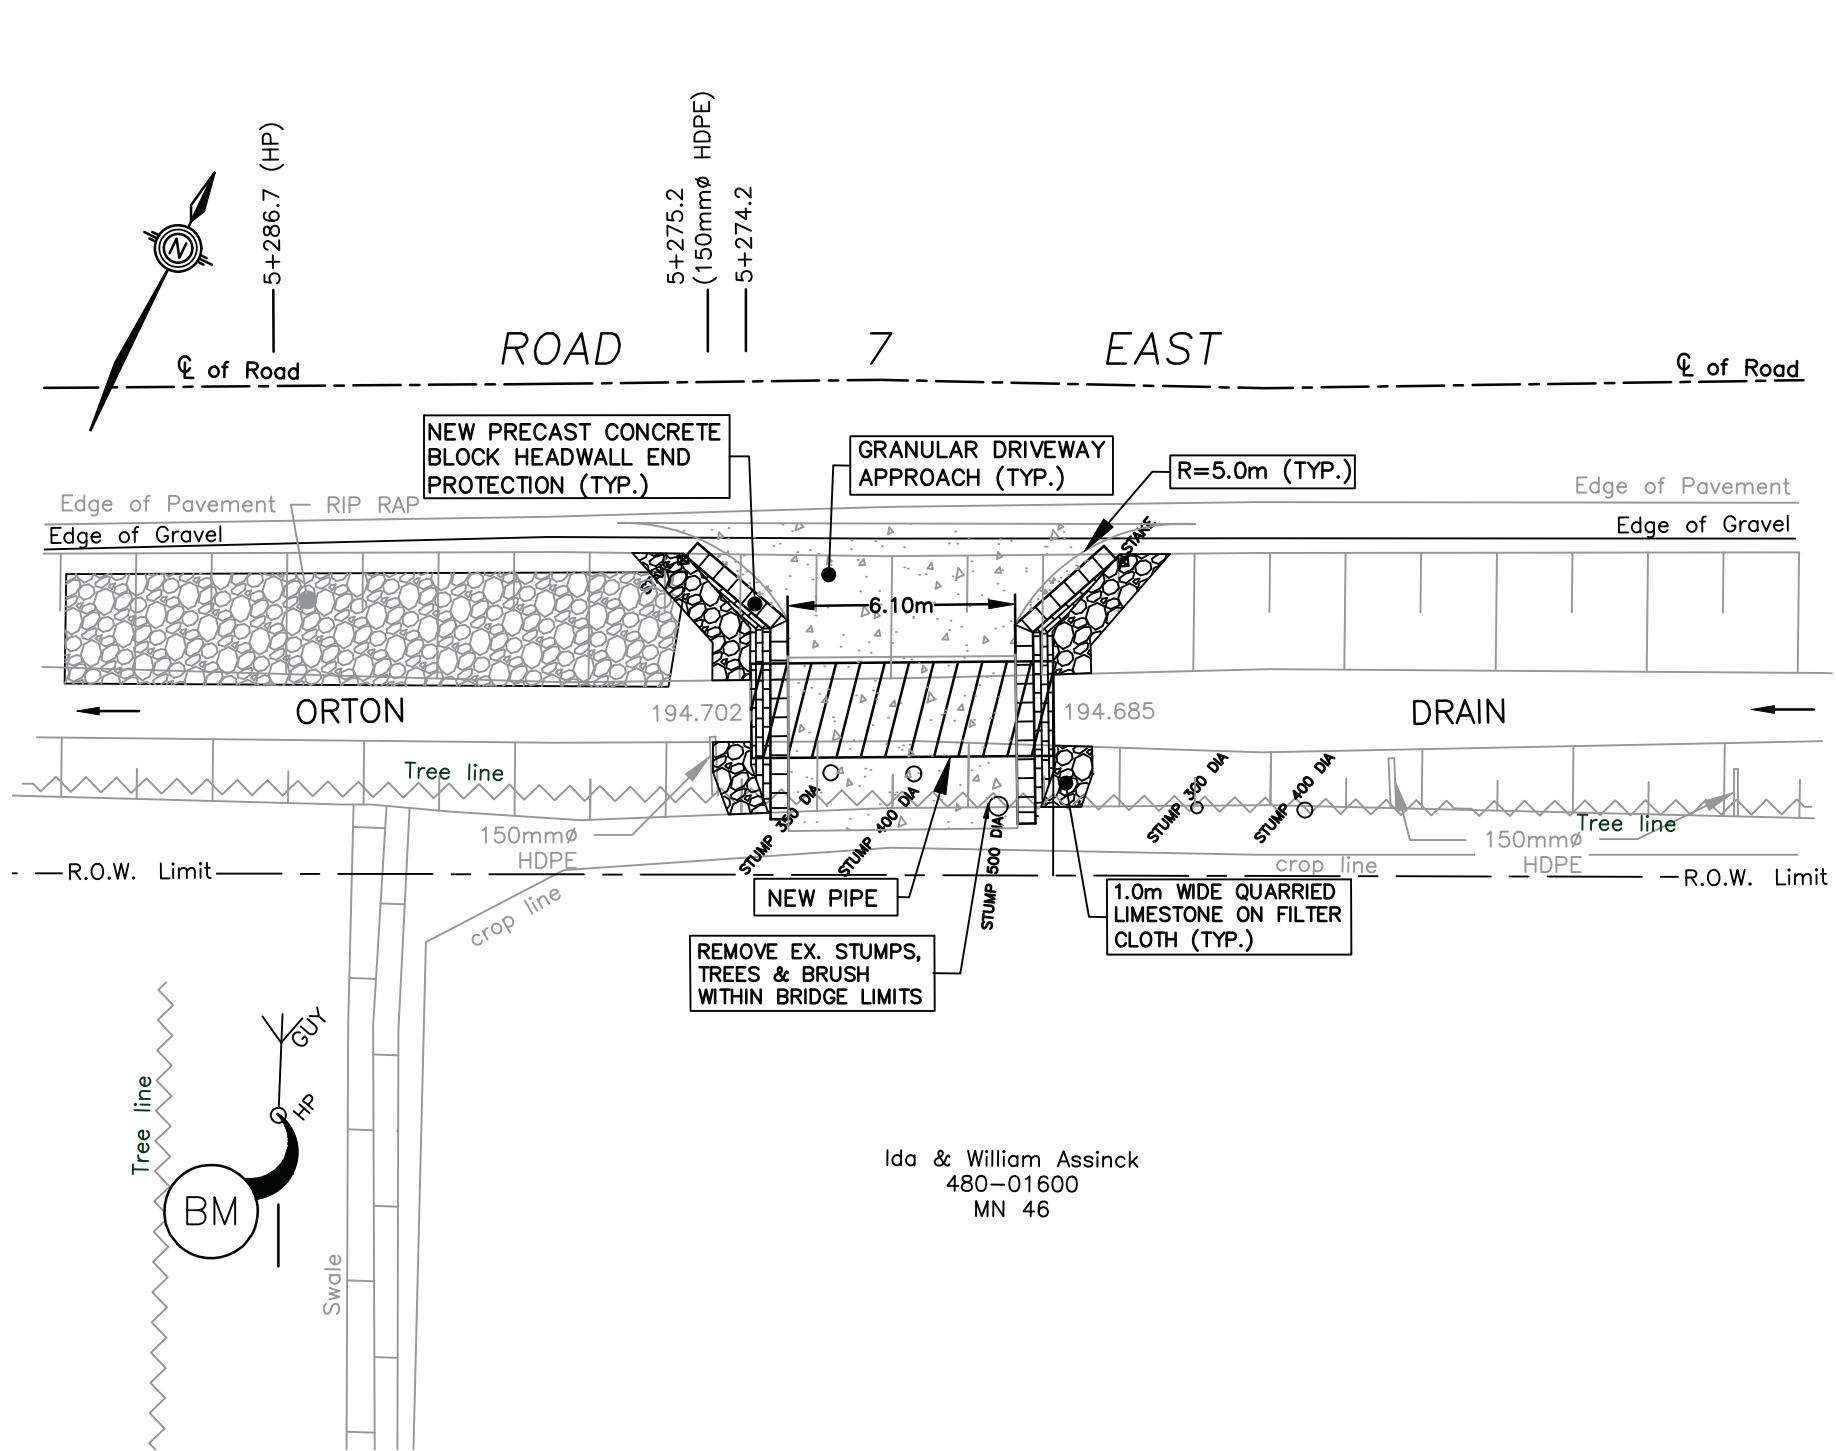 5+286.7 (HP)
5+275.2
(150mmø HDPE)
5+274.2
N
ROAD 7 EAST
℄ of Road
℄ of Road
NEW PRECAST CONCRETE
BLOCK HEADWALL END
PROTECTION (TYP.)
GRANULAR DRIVEWAY
APPROACH (TYP.)
R=5.0m (TYP.)
Edge of Pavement
RIP RAP
Edge of Pavement
Edge of Gravel
Edge of Gravel
STAKE
STAKE
6.10m
ORTON
194.702
194.685
DRAIN
Tree line
STUMP 350 DIA
STUMP 400 DIA
STUMP 500 DIA
STUMP 300 DIA
STUMP 400 DIA
Tree line
150mmø
HDPE
150mmø
HDPE
crop line
R.O.W. Limit
R.O.W. Limit
crop line
NEW PIPE
1.0m WIDE QUARRIED
LIMESTONE ON FILTER
CLOTH (TYP.)
REMOVE EX. STUMPS,
TREES & BRUSH
WITHIN BRIDGE LIMITS
GUY
HP
Tree line
BM
Swale
Ida & William Assinck
480-01600
MN 46